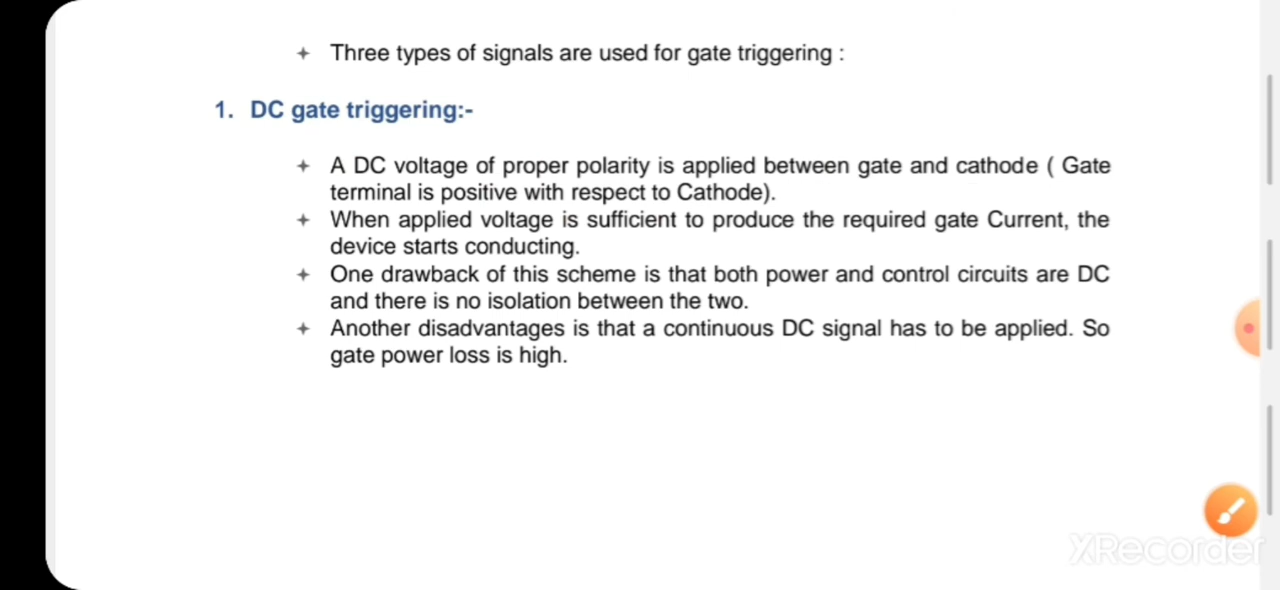 + Three types of signals are used for gate triggering :
1. DC gate triggering:-
+ A DC voltage of proper polarity is applied between gate and cathode ( Gate
terminal is positive with respect to Cathode).
+ When applied voltage is sufficient to produce the required gate Current, the
device starts conducting.
+ One drawback of this scheme is that both power and control circuits are DC
and there is no isolation between the two.
+ Another disadvantages is that a continuous DC signal has to be applied. So
gate power loss is high.
XRecorder